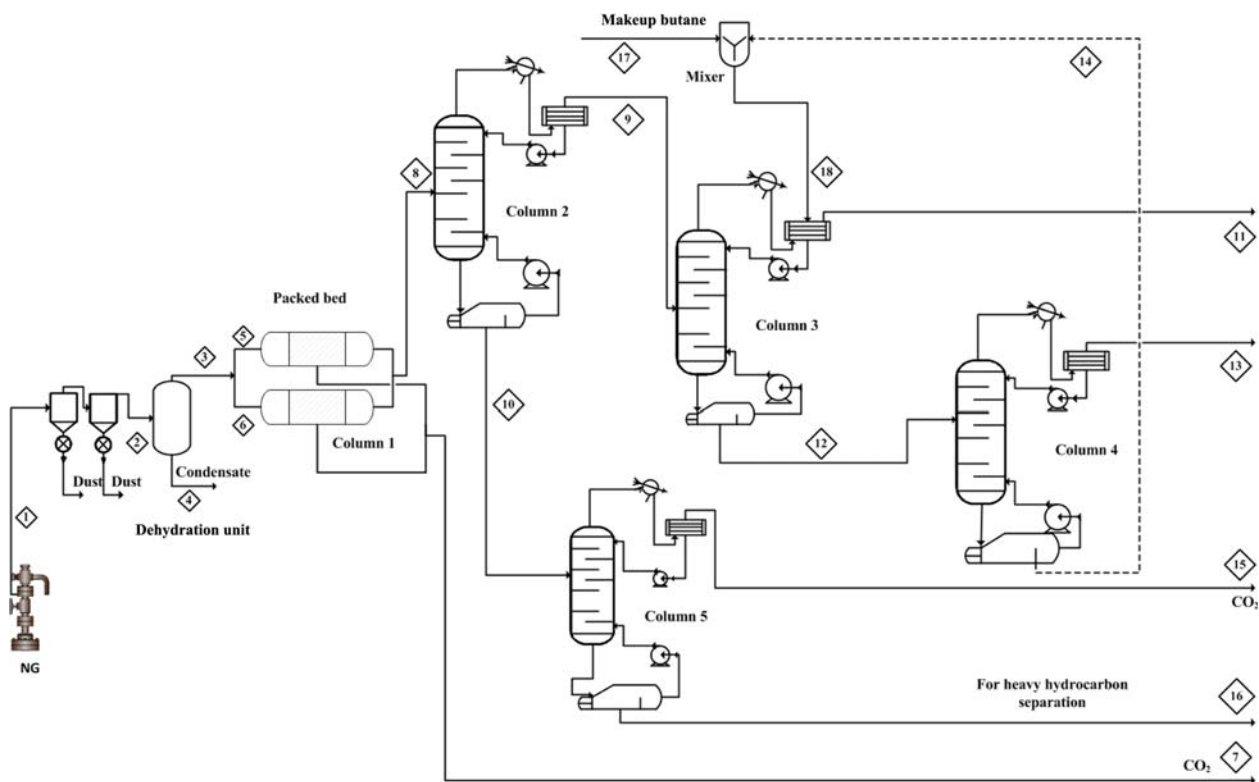 Makeup butane
17
14
Mixer
9
8
18
Column 2
11
Packed bed
Column 3
5
3
13
10
6
12
2
Column 1
Column 4
Dust
Dust
Condensate
4
1
Dehydration unit
15
CO₂
Column 5
NG
For heavy hydrocarbon
separation
16
CO₂
7